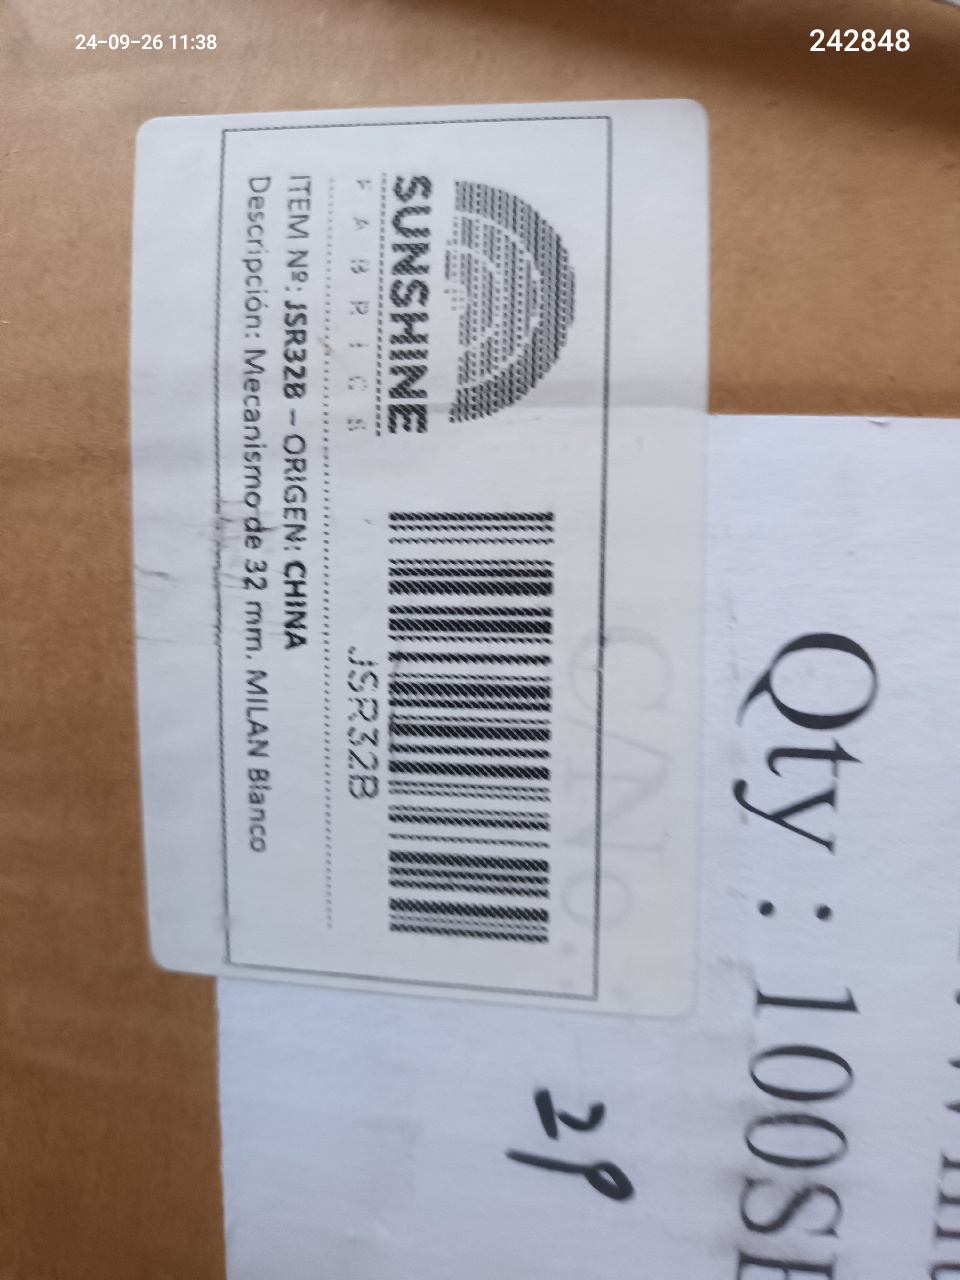 24-09-26 11:38
242848
SUNSHINE
FABRICS
JSR32B
ITEM Nº: JSR32B – ORIGEN: CHINA
Descripción: Mecanismo de 32 mm. MILAN Blanco
C/No.:
Qty : 100SE